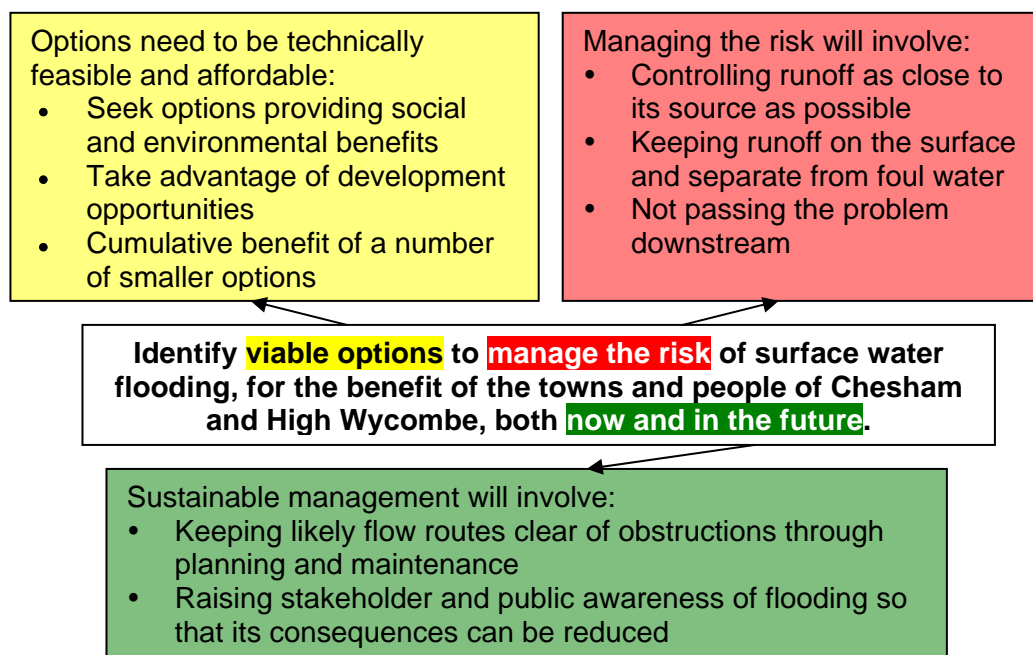 Options need to be technically
feasible and affordable:
• Seek options providing social
and environmental benefits
• Take advantage of development
opportunities
• Cumulative benefit of a number
of smaller options
Managing the risk will involve:
• Controlling runoff as close to
its source as possible
• Keeping runoff on the surface
and separate from foul water
• Not passing the problem
downstream
Identify viable options to manage the risk of surface water
flooding, for the benefit of the towns and people of Chesham
and High Wycombe, both now and in the future.
Sustainable management will involve:
• Keeping likely flow routes clear of obstructions through
planning and maintenance
• Raising stakeholder and public awareness of flooding so
that its consequences can be reduced